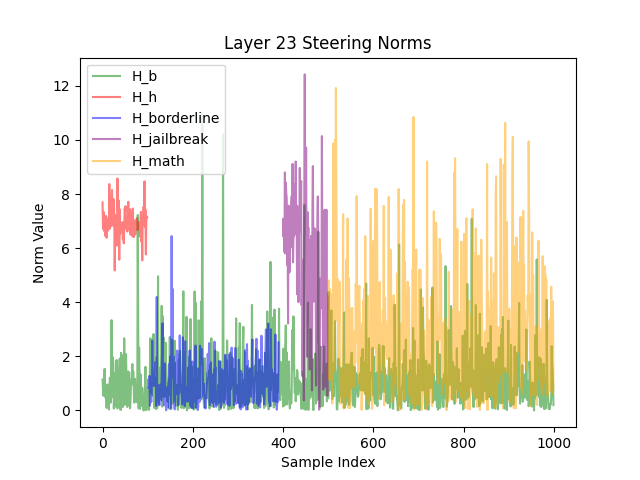 Layer 23 Steering Norms
H_b
H_h
H_borderline
H_jailbreak
H_math
Norm Value
12
10
8
6
4
2
0
0
200
400
600
800
1000
Sample Index